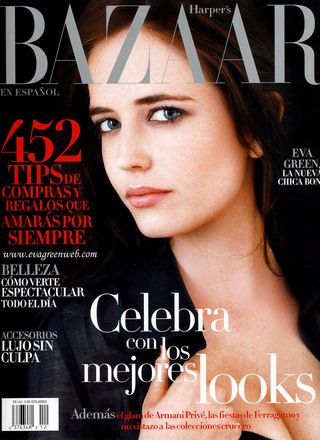 Harper's
BAZAAR
EN ESPAÑOL
452
TIPS DE
COMPRAS Y
REGALOS QUE
AMARÁS POR
SIEMPRE
www.evagreenweb.com
BELLEZA
CÓMO VERTE
ESPECTACULAR
TODO EL DÍA
ACCESORIOS
LUJO SIN
CULPA
EVA
GREEN,
LA NUEVA
CHICA BON
Celebra
con los
mejores looks
Además el glam de Armani Privé, las fiestas de Ferragamo y
un vistazo a las colecciones crucero